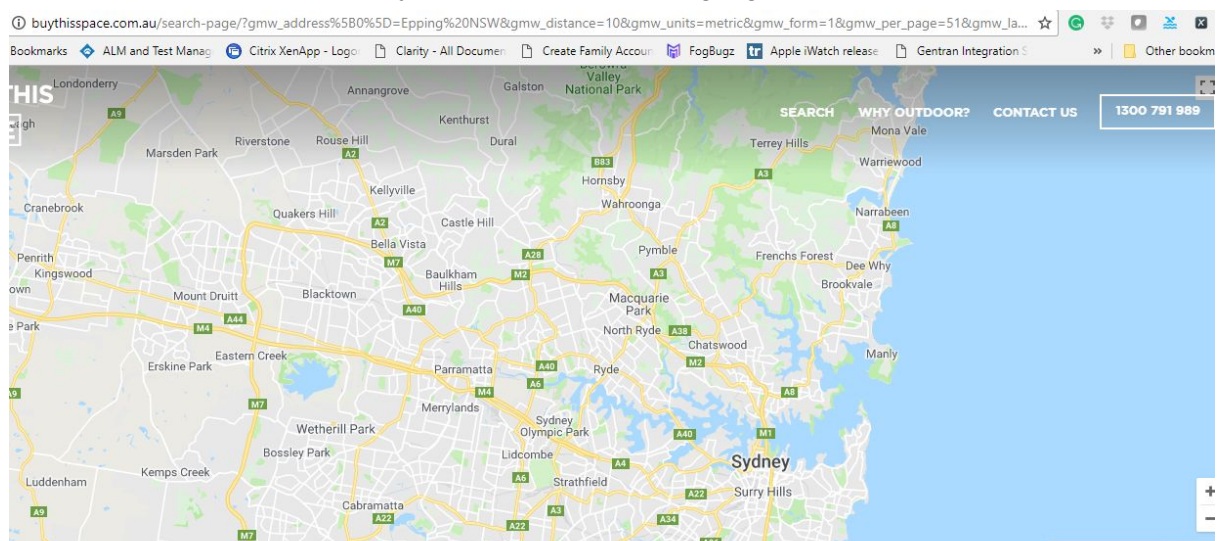 buythisspace.com.au/search-page/?gmw_address%5B0%5D=Epping%20NSW&gmw_distance=10&gmw_units=metric&gmw_form=1&gmw_per_page=51&gmw_la...
Bookmarks ALM and Test Manag Citrix XenApp - Logo Clarity - All Documen Create Family Accoun FogBugz tr Apple iWatch release Gentran Integration S » Other bookm
THIS
SEARCH WHY OUTDOOR? CONTACT US 1300 791 989
Londonderry Annangrove Galston Valley National Park
A9 Kenthurst
Riverstone Rouse Hill Dural Terrey Hills Mona Vale
Marsden Park A2 B83 Warriewood
Hornsby A3
Kellyville Wahroonga
Cranebrook Quakers Hill A2 Castle Hill Narrabeen
A8
Bella Vista A28 Pymble Frenchs Forest
Penrith M7 Dee Why
Kingswood Baulkham Hills M2 A3 Brookvale
own Mount Druitt Blacktown Macquarie Park
A40
e Park M4 A44 North Ryde A38
Chatswood
Eastern Creek Manly
Erskine Park Parramatta A40 Ryde M2
A6
A9 M7 M4 A8
Merrylands
Wetherill Park Sydney Olympic Park A40 M1
Bossley Park Lidcombe
Kemps Creek A4 Sydney
Luddenham A6 Strathfield
A22 Surry Hills
Cabramatta
A9 A22 A3 A34
M7 A22
+
−